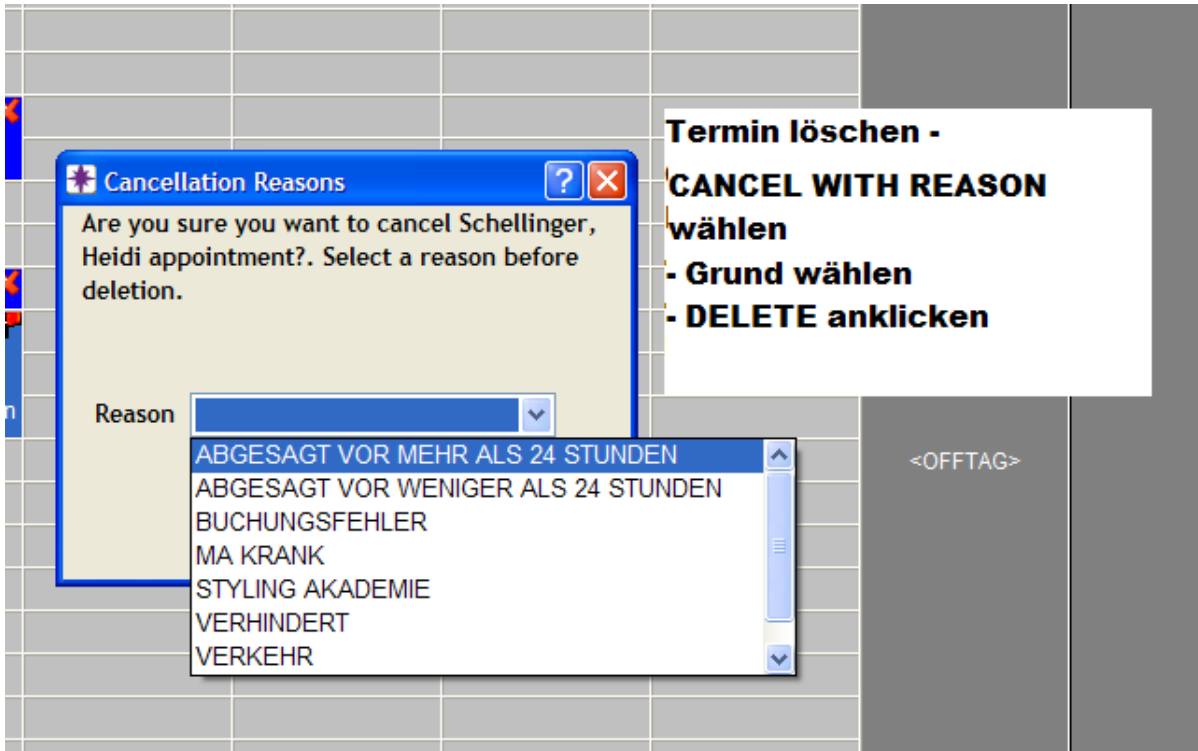 Termin löschen -
CANCEL WITH REASON
wählen
- Grund wählen
- DELETE anklicken
Cancellation Reasons
Are you sure you want to cancel Schellinger,
Heidi appointment?. Select a reason before
deletion.
Reason
ABGESAGT VOR MEHR ALS 24 STUNDEN
ABGESAGT VOR WENIGER ALS 24 STUNDEN
BUCHUNGSFEHLER
MA KRANK
STYLING AKADEMIE
VERHINDERT
VERKEHR
<OFFTAG>